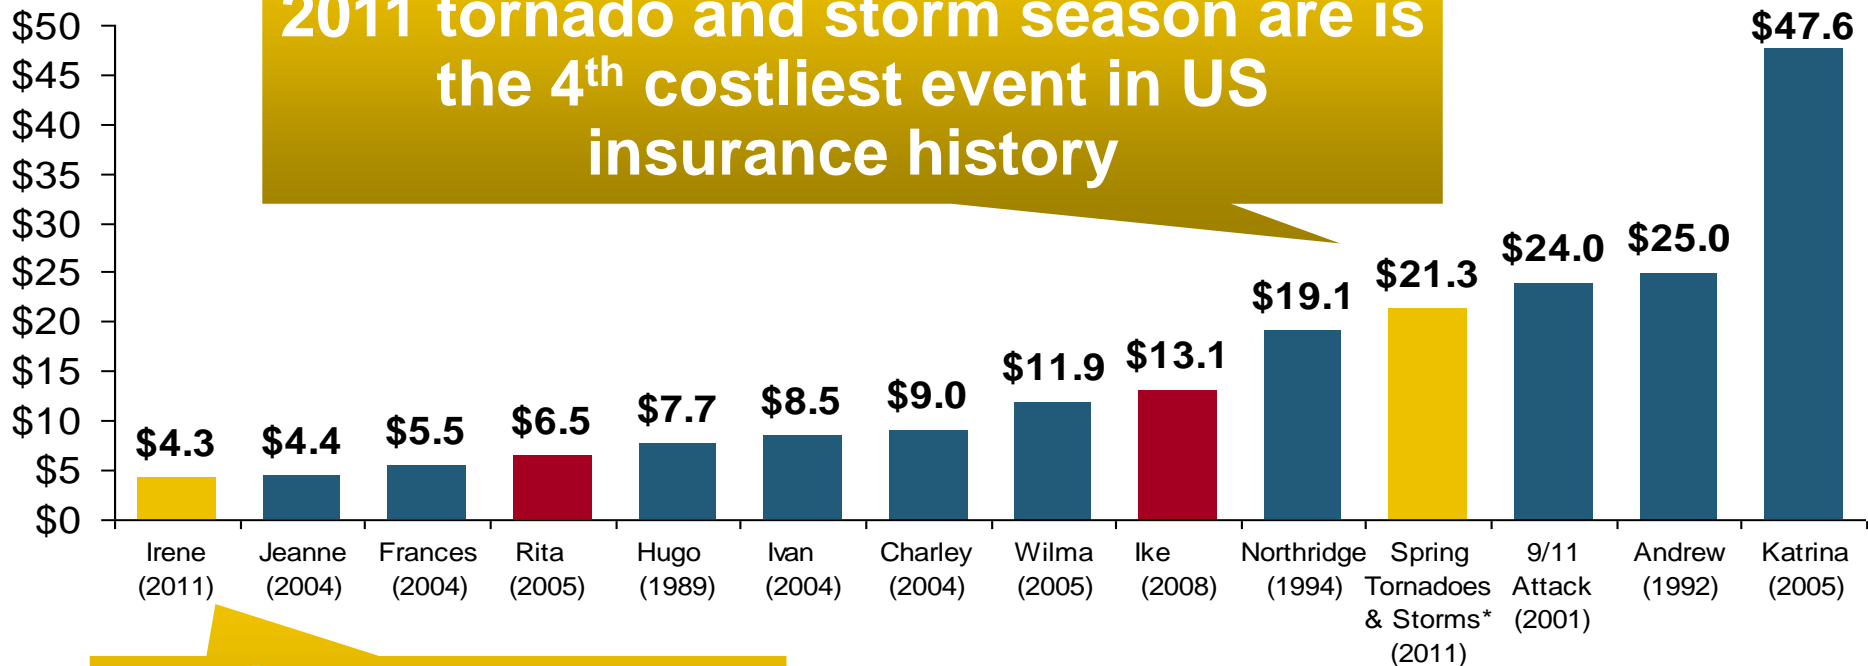 2011 tornado and storm season are is
the 4th costliest event in US
insurance history
$50
$45
$40
$35
$30
$25
$20
$15
$10
$5
$0
$4.3
$4.4
$5.5
$6.5
$7.7
$8.5
$9.0
$11.9
$13.1
$19.1
$21.3
$24.0
$25.0
$47.6
Irene
(2011)
Jeanne
(2004)
Frances
(2004)
Rita
(2005)
Hugo
(1989)
Ivan
(2004)
Charley
(2004)
Wilma
(2005)
Ike
(2008)
Northridge
(1994)
Spring
Tornadoes
& Storms*
(2011)
9/11
Attack
(2001)
Andrew
(1992)
Katrina
(2005)